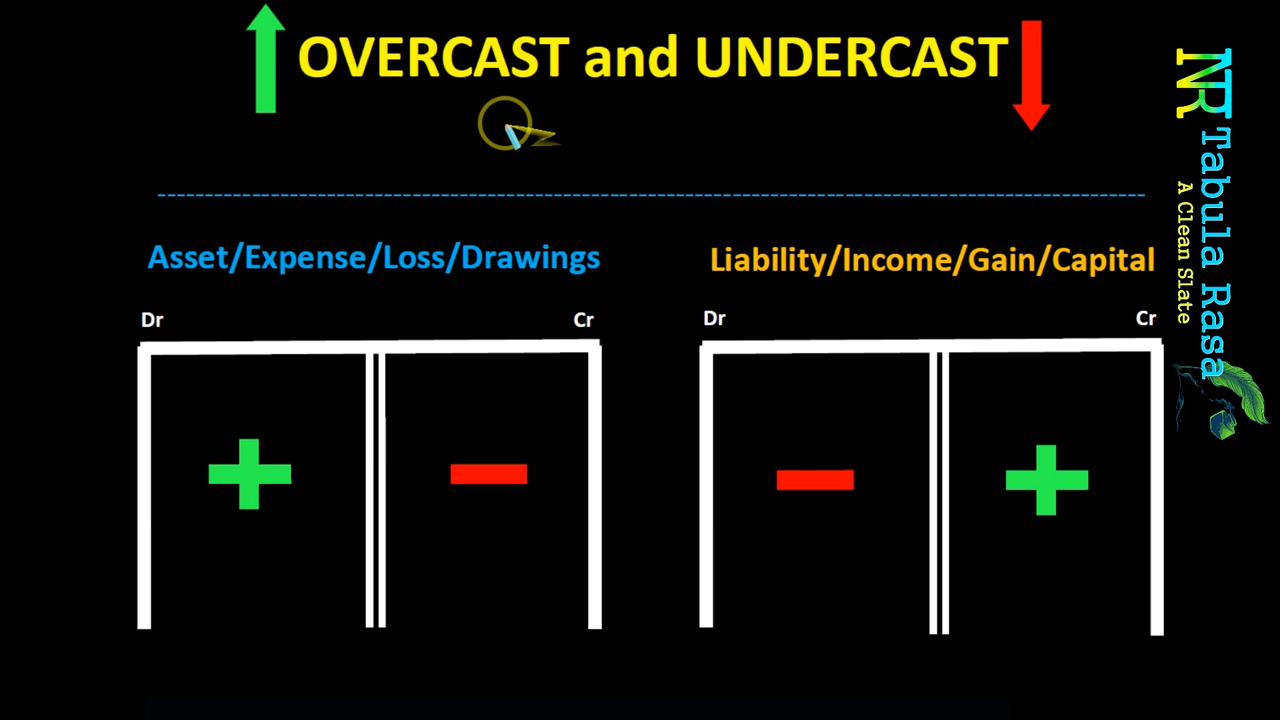 OVERCAST and UNDERCAST
Asset/Expense/Loss/Drawings
Liability/Income/Gain/Capital
Dr
Cr
Dr
Cr
NR
Tabula Rasa
A Clean Slate